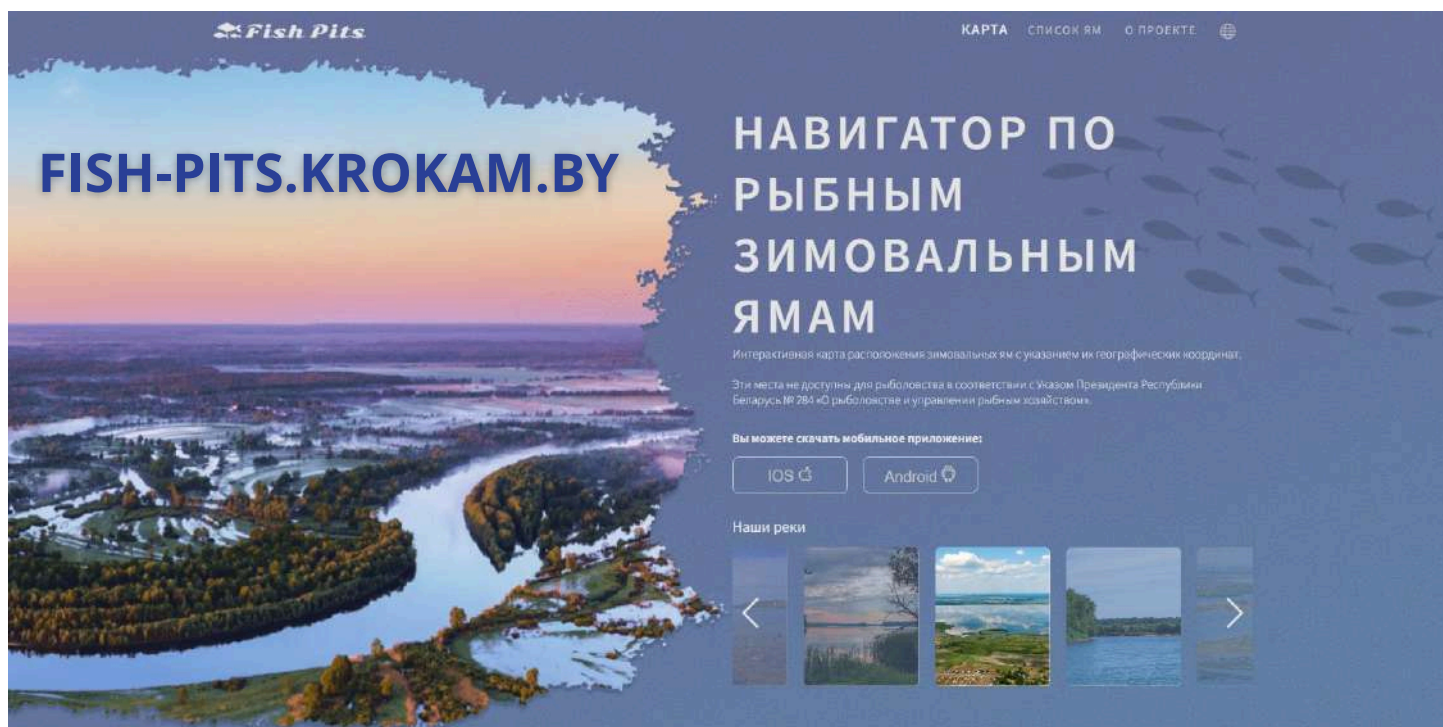 Fish Pits
КАРТА СПИСОК ЯМ О ПРОЕКТЕ
FISH-PITS.KROKAM.BY
НАВИГАТОР ПО
РЫБНЫМ
ЗИМОВАЛЬНЫМ
ЯМАМ
Интерактивная карта расположения зимовальных ям с указанием их географических координат.
Эти места не доступны для рыболовства в соответствии с Указом Президента Республики
Беларусь № 284 «О рыболовстве и управлении рыбным хозяйством».
Вы можете скачать мобильное приложение:
IOS
Android
Наши реки